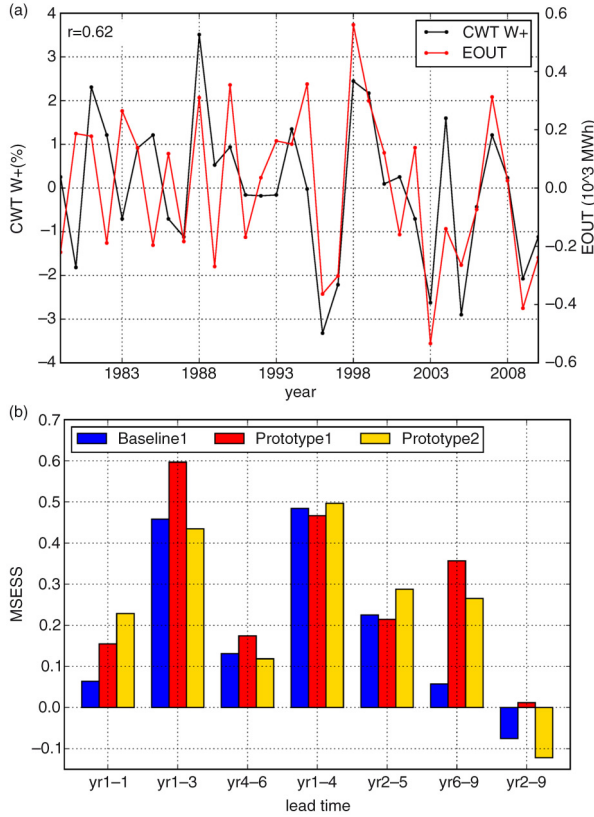 (a)
r=0.62
CWT W+
EOUT
4
3
2
1
0
−1
−2
−3
−4
CWT W+(%)
0.6
0.4
0.2
0.0
−0.2
−0.4
−0.6
EOUT (10^3 MWh)
1983 1988 1993 1998 2003 2008
year
(b)
Baseline1 Prototype1 Prototype2
0.7
0.6
0.5
0.4
0.3
0.2
0.1
0.0
−0.1
MSESS
yr1–1 yr1–3 yr4–6 yr1–4 yr2–5 yr6–9 yr2–9
lead time